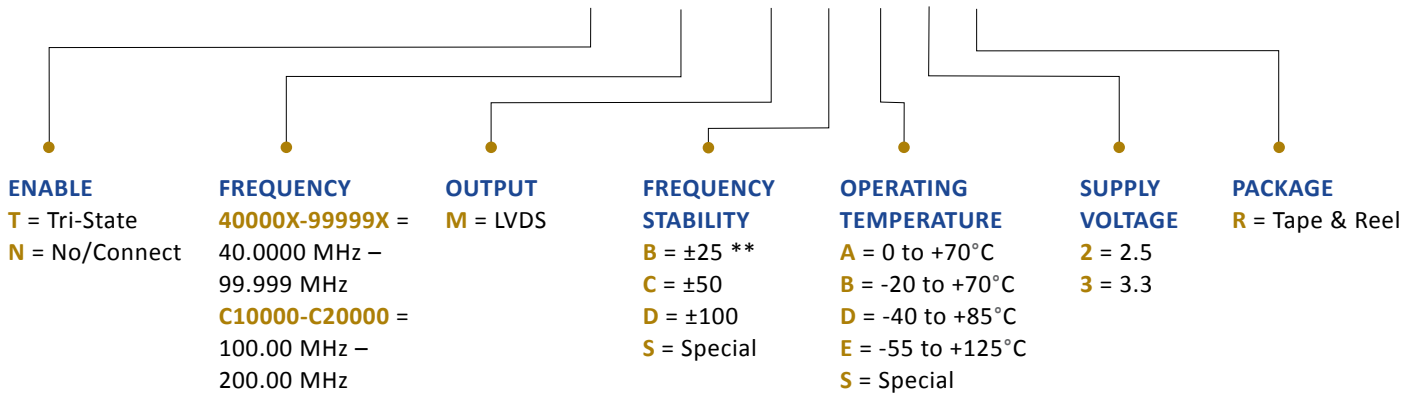 ENABLE
T = Tri-State
N = No/Connect
FREQUENCY
40000X-99999X =
40.0000 MHz –
99.999 MHz
C10000-C20000 =
100.00 MHz –
200.00 MHz
OUTPUT
M = LVDS
FREQUENCY
STABILITY
B = ±25 **
C = ±50
D = ±100
S = Special
OPERATING
TEMPERATURE
A = 0 to +70°C
B = -20 to +70°C
D = -40 to +85°C
E = -55 to +125°C
S = Special
SUPPLY
VOLTAGE
2 = 2.5
3 = 3.3
PACKAGE
R = Tape & Reel